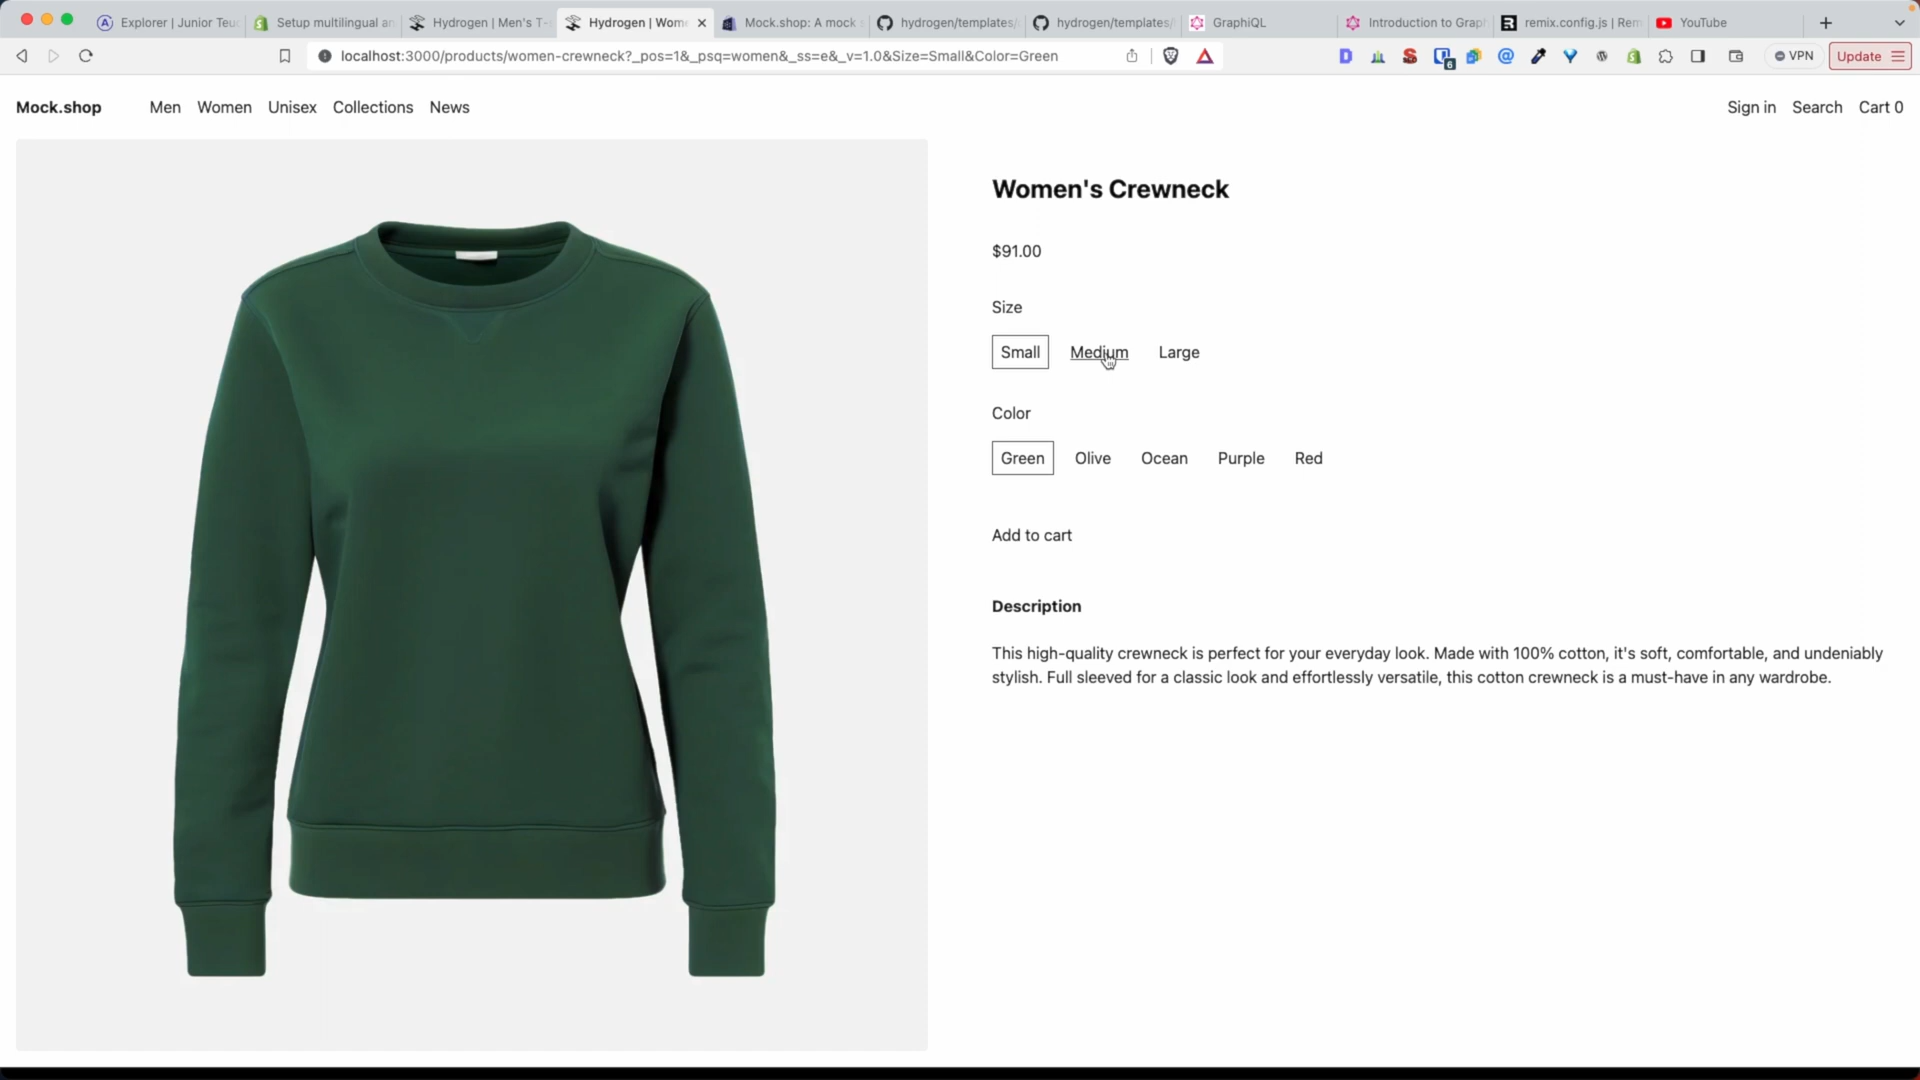 Explorer | Junior Teu
Setup multilingual an
Hydrogen | Men's T-
Hydrogen | Wome
Mock.shop: A mock s
hydrogen/templates/
hydrogen/templates/
GraphiQL
Introduction to Graph
remix.config.js | Rem
YouTube
localhost:3000/products/women-crewneck?_pos=1&_psq=women&_ss=e&_v=1.0&Size=Small&Color=Green
6
VPN
Update
Mock.shop
Men Women Unisex Collections News
Sign in Search Cart 0
Women's Crewneck
$91.00
Size
Small Medium Large
Color
Green Olive Ocean Purple Red
Add to cart
Description
This high-quality crewneck is perfect for your everyday look. Made with 100% cotton, it's soft, comfortable, and undeniably
stylish. Full sleeved for a classic look and effortlessly versatile, this cotton crewneck is a must-have in any wardrobe.